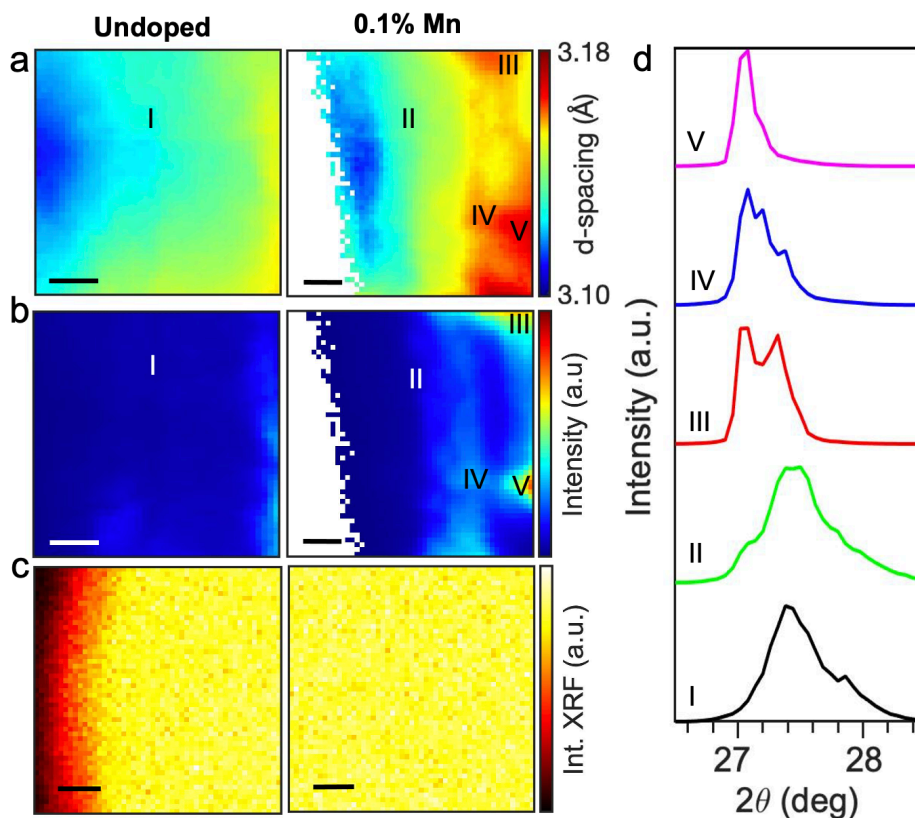 Undoped 0.1% Mn
a I II III IV V
3.18
d-spacing (Å)
3.10
b I II III IV V
Intensity (a.u)
c
Int. XRF (a.u.)
d
V
IV
III
II
I
Intensity (a.u.)
27 28
2θ (deg)